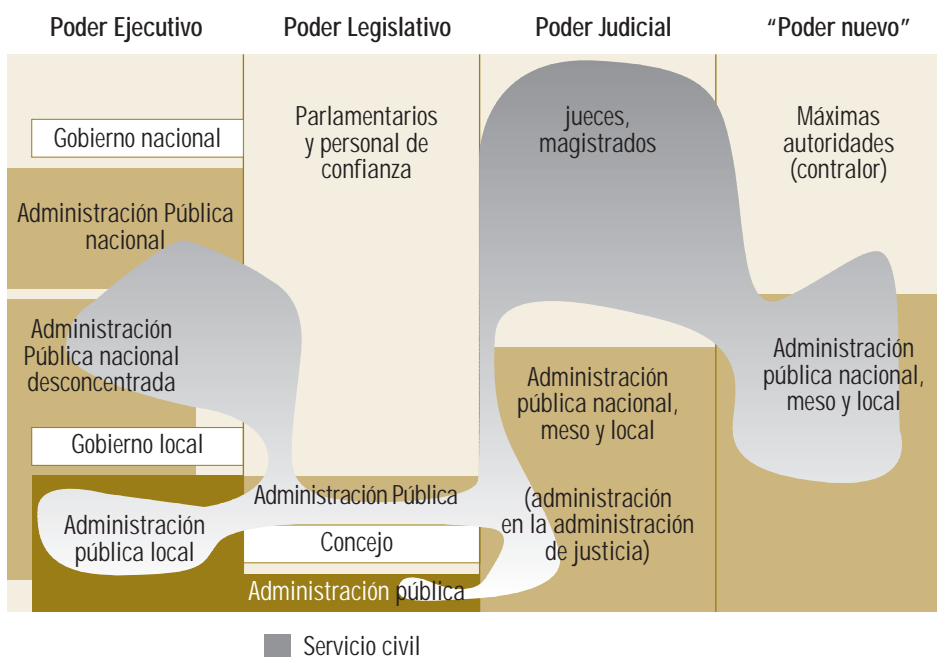 Poder Ejecutivo
Poder Legislativo
Poder Judicial
“Poder nuevo”
Gobierno nacional
Administración Pública
nacional
Administración
Pública nacional
desconcentrada
Gobierno local
Administración
pública local
Parlamentarios
y personal de
confianza
Administración Pública
Concejo
Administración pública
jueces,
magistrados
Administración
pública nacional,
meso y local
(administración
en la administración
de justicia)
Máximas
autoridades
(contralor)
Administración
pública nacional,
meso y local
Servicio civil